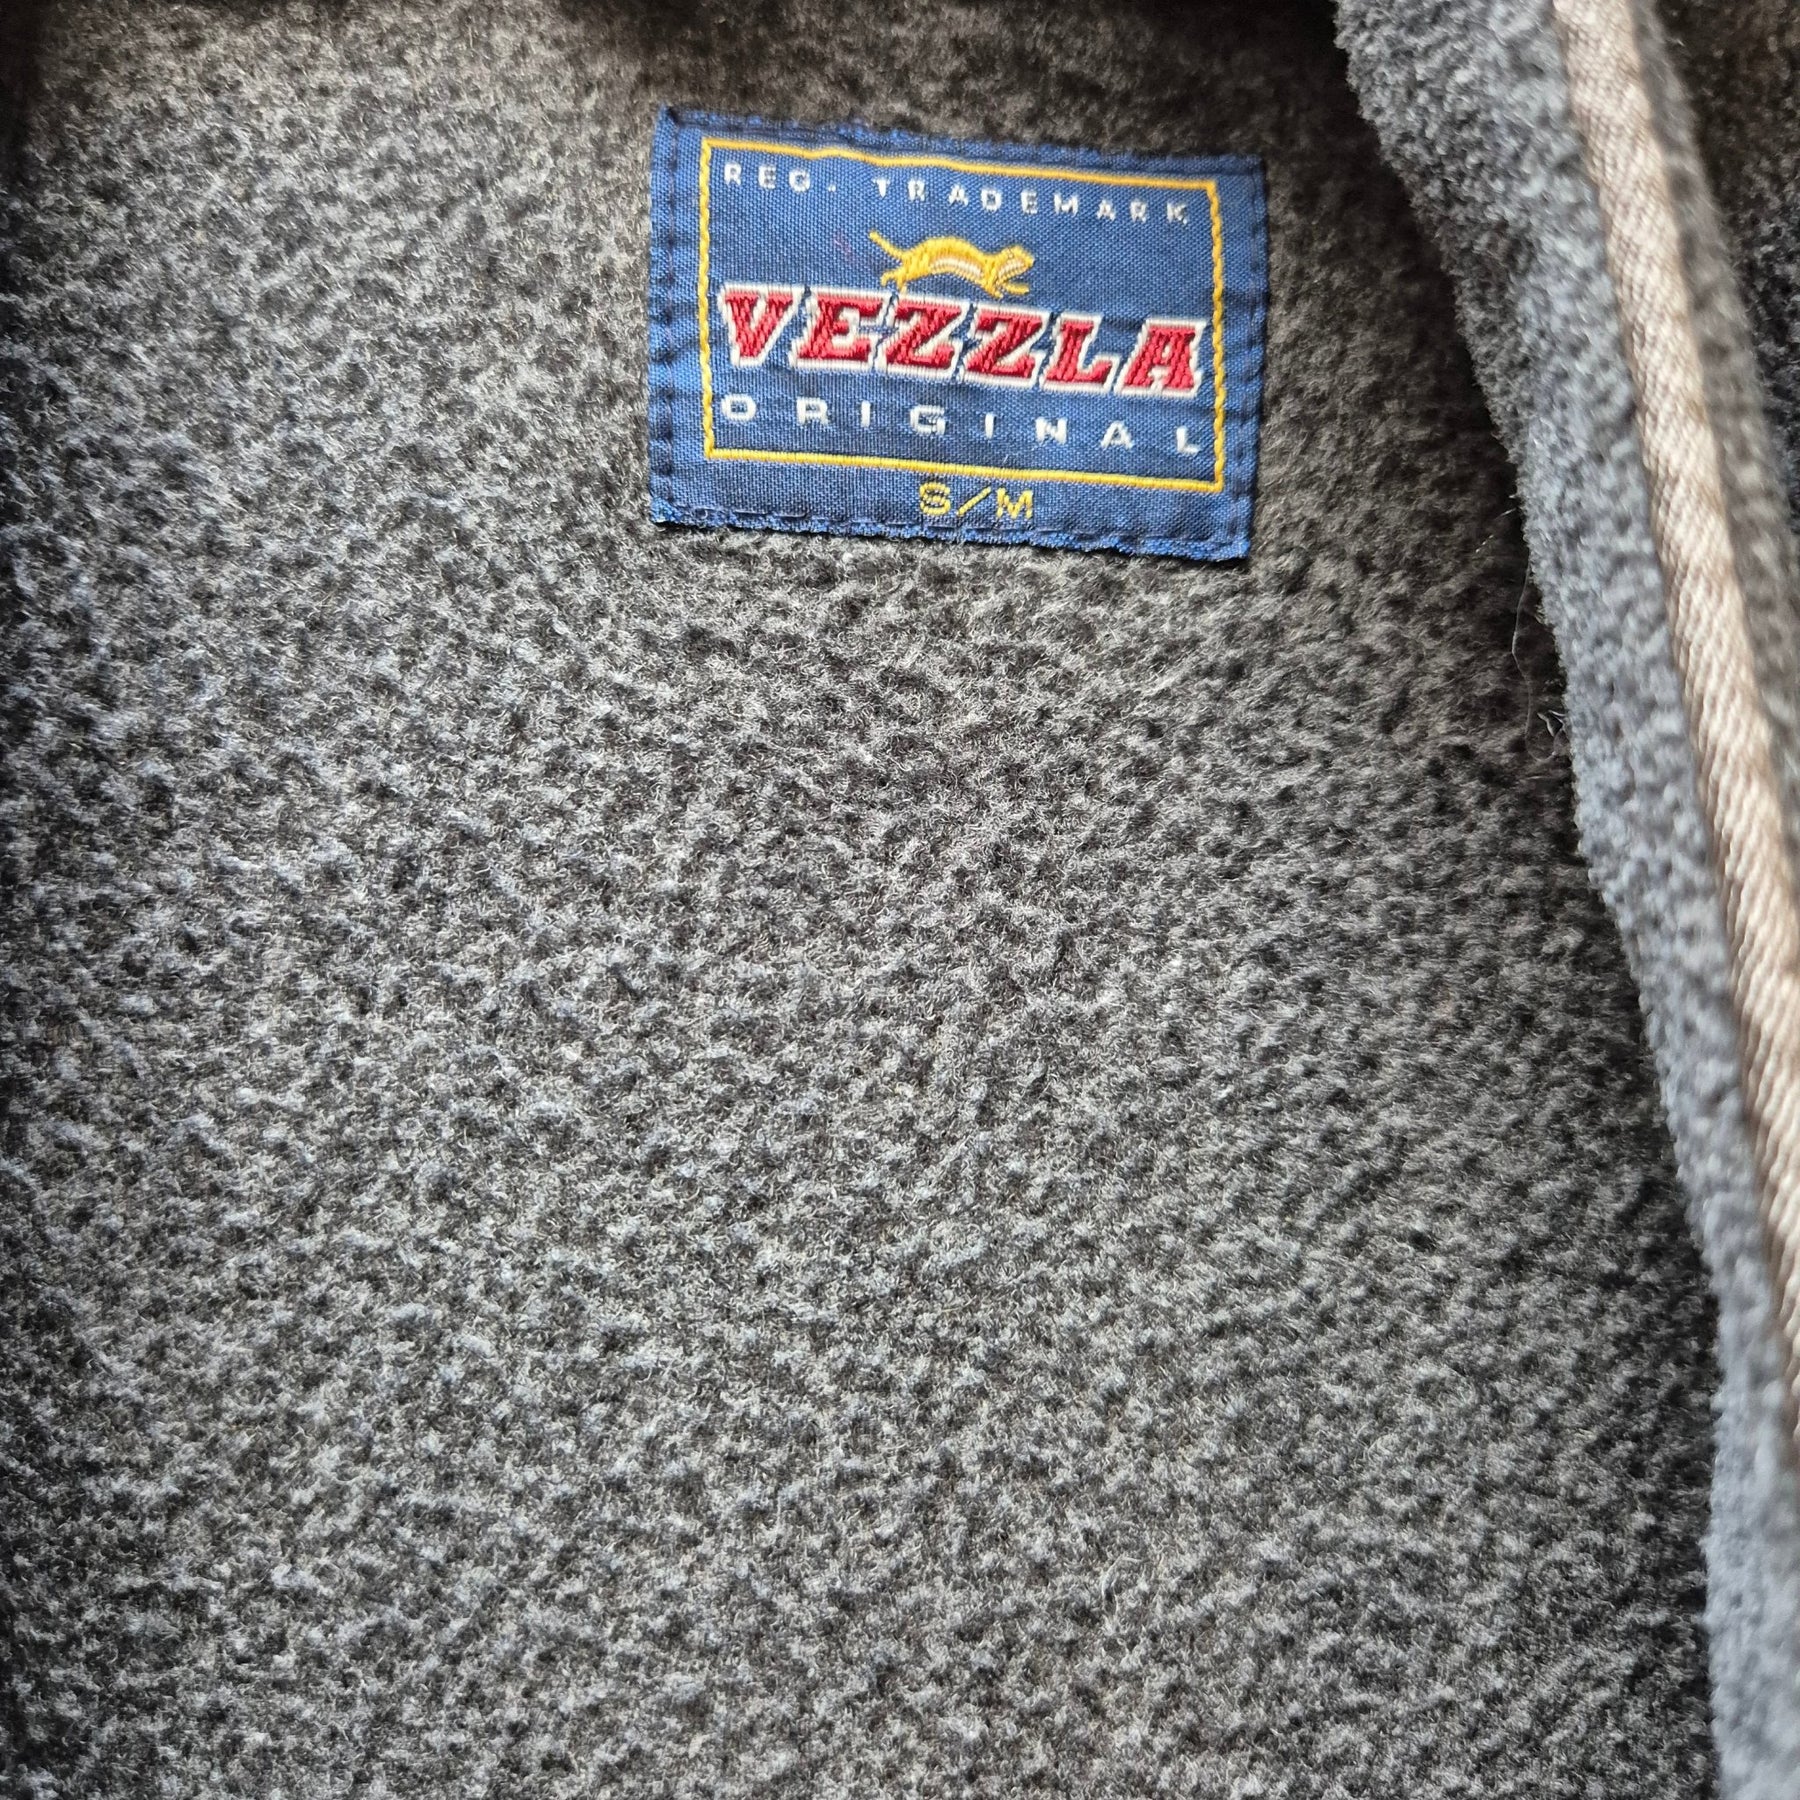 REG. TRADEMARK
VEZZLA
ORIGINAL
S/M